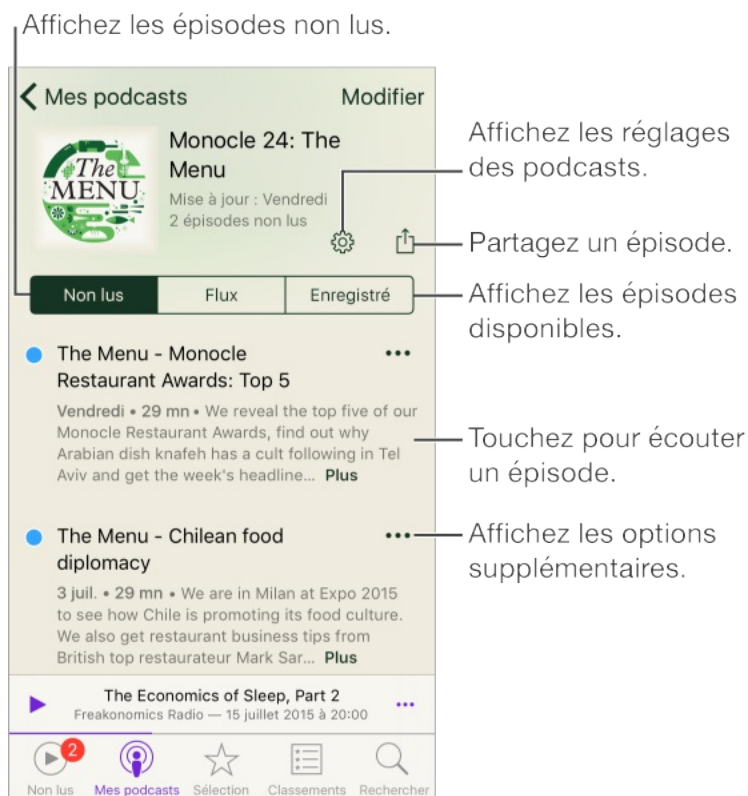 Affichez les épisodes non lus.
Mes podcasts
Modifier
The
MENU
Monocle 24: The
Menu
Mise à jour : Vendredi
2 épisodes non lus
Affichez les réglages
des podcasts.
Partagez un épisode.
Non lus
Flux
Enregistré
Affichez les épisodes
disponibles.
The Menu - Monocle
Restaurant Awards: Top 5
Vendredi • 29 mn • We reveal the top five of our
Monocle Restaurant Awards, find out why
Arabian dish knafeh has a cult following in Tel
Aviv and get the week's headline... Plus
Touchez pour écouter
un épisode.
The Menu - Chilean food
diplomacy
Affichez les options
supplémentaires.
3 juil. • 29 mn • We are in Milan at Expo 2015
to see how Chile is promoting its food culture.
We also get restaurant business tips from
British top restaurateur Mark Sar... Plus
The Economics of Sleep, Part 2
Freakonomics Radio — 15 juillet 2015 à 20:00
2
Non lus
Mes podcasts
Sélection
Classements
Rechercher